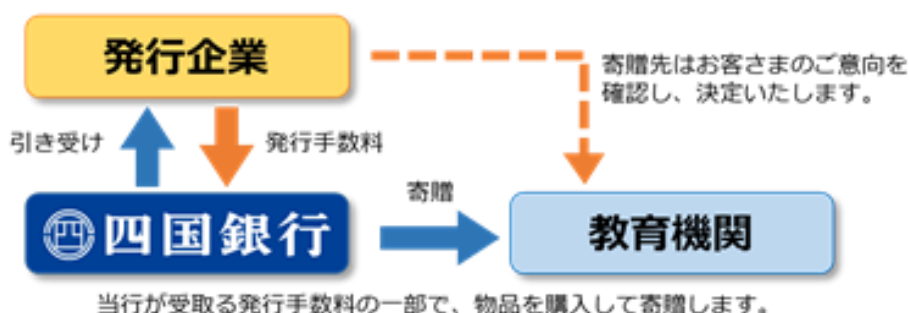 発行企業
寄贈先はお客さまのご意向を
確認し、決定いたします。
引き受け
発行手数料
寄贈
四国銀行
教育機関
当行が受取る発行手数料の一部で、物品を購入して寄贈します。